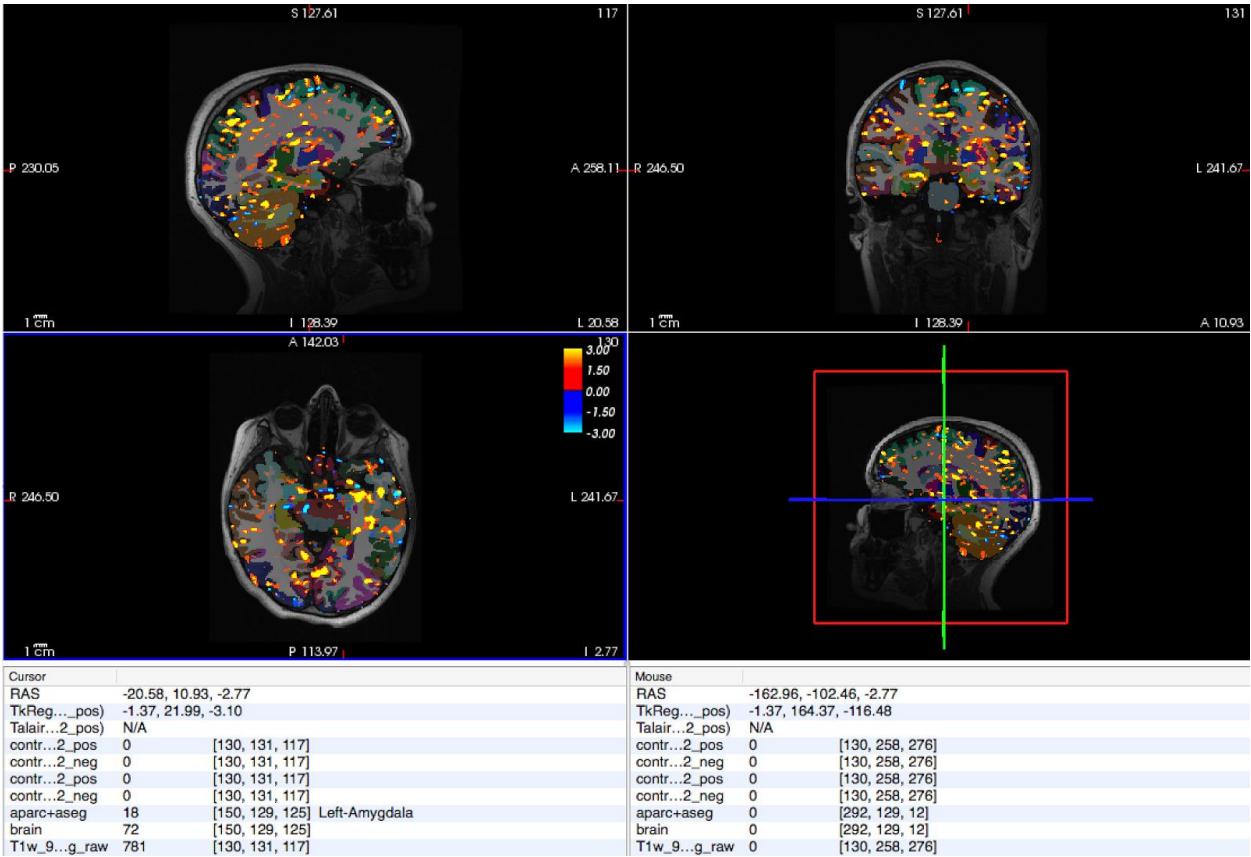 S 127.61
117
P 230.05
A 258.11
1 cm
I 128.39
L 20.58
S 127.61
131
R 246.50
L 241.67
1 cm
I 128.39
A 10.93
A 142.03
130
3.00
1.50
0.00
-1.50
-3.00
R 246.50
L 241.67
1 cm
P 113.97
I 2.77
Cursor
RAS -20.58, 10.93, -2.77
TkReg..._pos) -1.37, 21.99, -3.10
Talair...2_pos) N/A
contr...2_pos 0 [130, 131, 117]
contr...2_neg 0 [130, 131, 117]
contr...2_pos 0 [130, 131, 117]
contr...2_neg 0 [130, 131, 117]
aparc+aseg 18 [150, 129, 125] Left-Amygdala
brain 72 [150, 129, 125]
T1w_9...g_raw 781 [130, 131, 117]
Mouse
RAS -162.96, -102.46, -2.77
TkReg..._pos) -1.37, 164.37, -116.48
Talair...2_pos) N/A
contr...2_pos 0 [130, 258, 276]
contr...2_neg 0 [130, 258, 276]
contr...2_pos 0 [130, 258, 276]
contr...2_neg 0 [130, 258, 276]
aparc+aseg 0 [292, 129, 12]
brain 0 [292, 129, 12]
T1w_9...g_raw 0 [130, 258, 276]